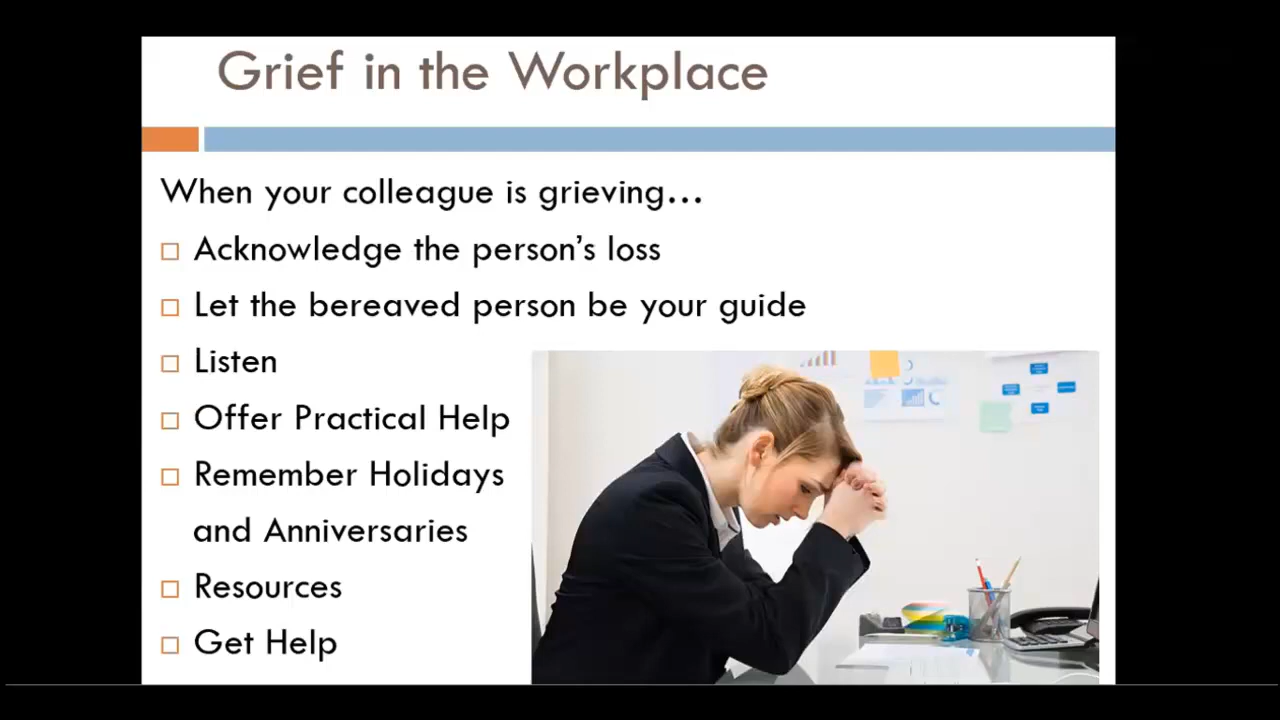 Grief in the Workplace
When your colleague is grieving...
Acknowledge the person's loss
Let the bereaved person be your guide
Listen
Offer Practical Help
Remember Holidays
and Anniversaries
Resources
Get Help